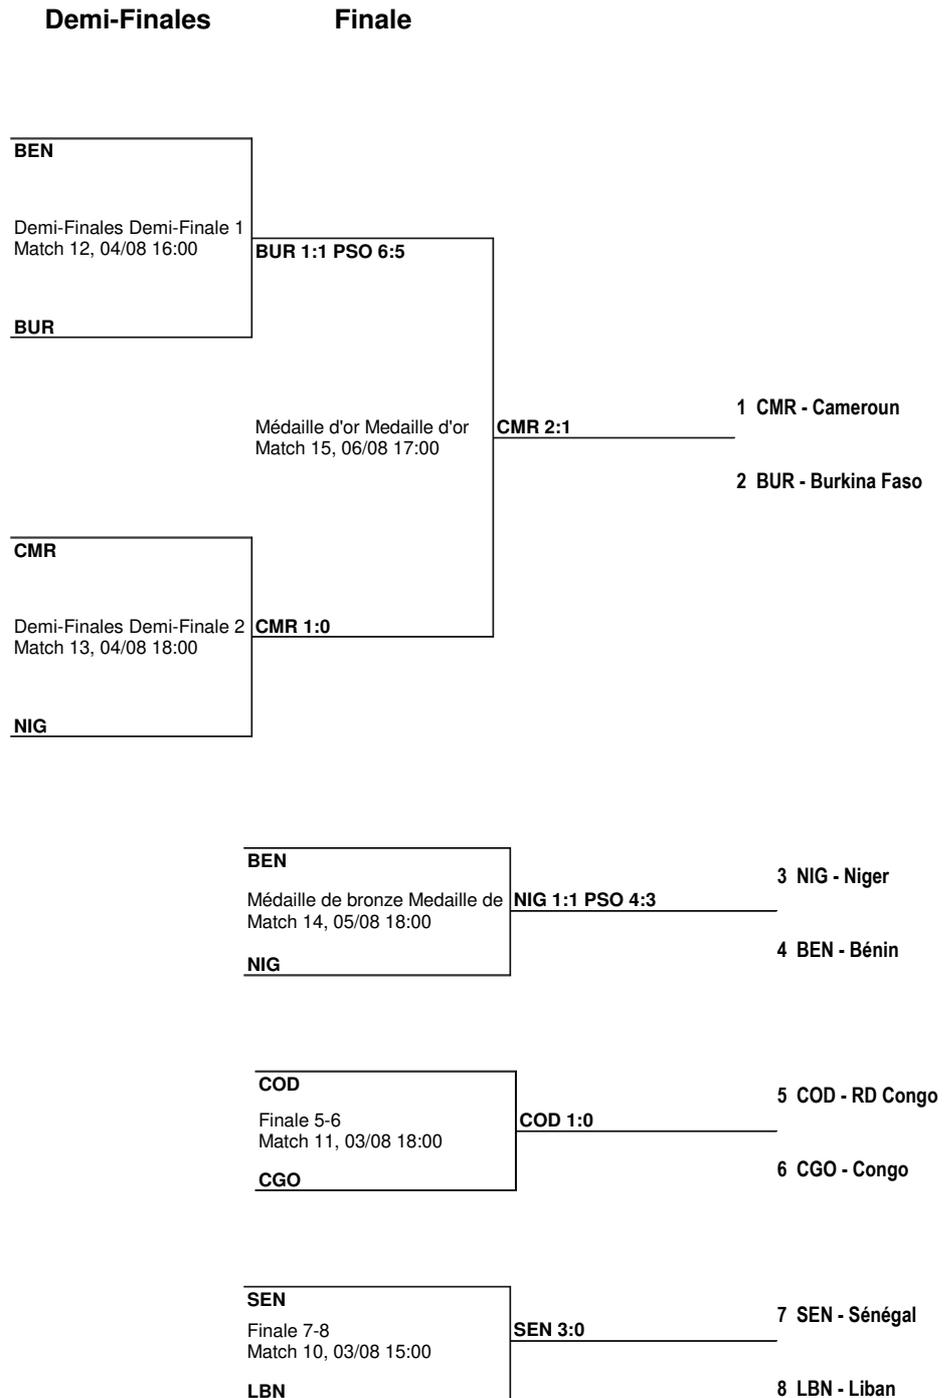 Demi-Finales Finale
BEN
Demi-Finales Demi-Finale 1
Match 12, 04/08 16:00
BUR 1:1 PSO 6:5
BUR
Médaille d'or Medaille d'or
Match 15, 06/08 17:00
CMR 2:1
1 CMR - Cameroun
2 BUR - Burkina Faso
CMR
Demi-Finales Demi-Finale 2
Match 13, 04/08 18:00
CMR 1:0
NIG
BEN
Médaille de bronze Medaille de
Match 14, 05/08 18:00
NIG 1:1 PSO 4:3
NIG
3 NIG - Niger
4 BEN - Bénin
COD
Finale 5-6
Match 11, 03/08 18:00
COD 1:0
CGO
5 COD - RD Congo
6 CGO - Congo
SEN
Finale 7-8
Match 10, 03/08 15:00
SEN 3:0
LBN
7 SEN - Sénégal
8 LBN - Liban